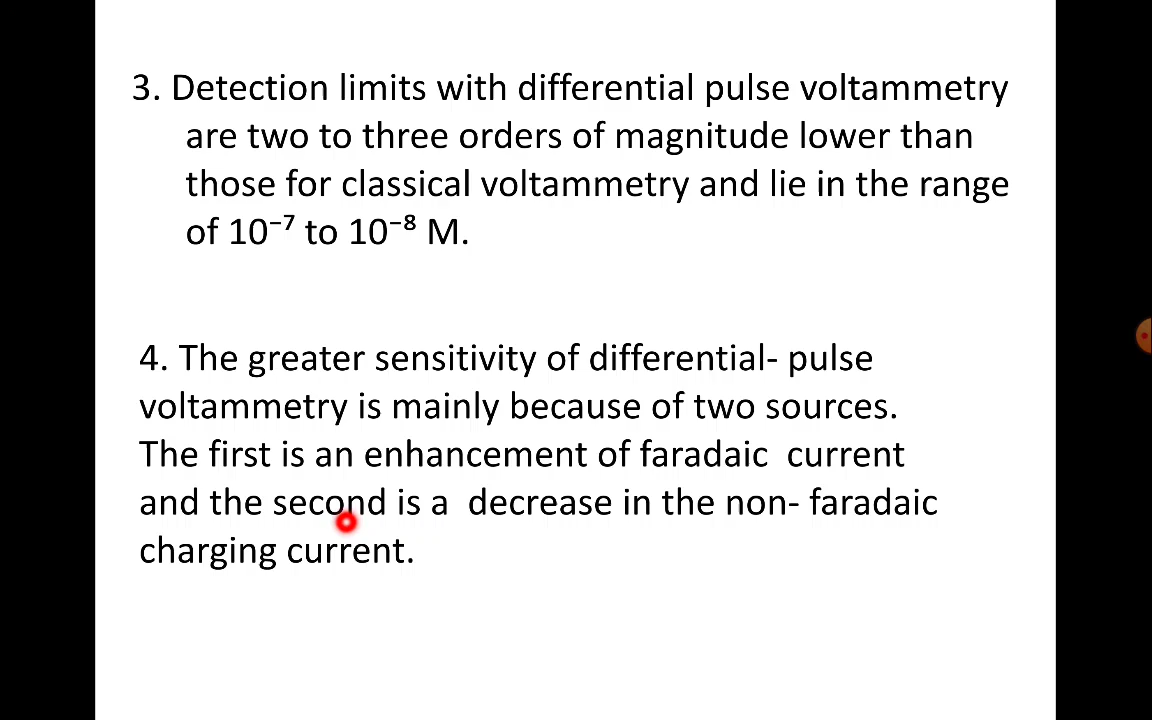 3. Detection limits with differential pulse voltammetry
are two to three orders of magnitude lower than
those for classical voltammetry and lie in the range
of 10⁻⁷ to 10⁻⁸ M.
4. The greater sensitivity of differential- pulse
voltammetry is mainly because of two sources.
The first is an enhancement of faradaic  current
and the second is a  decrease in the non- faradaic
charging current.